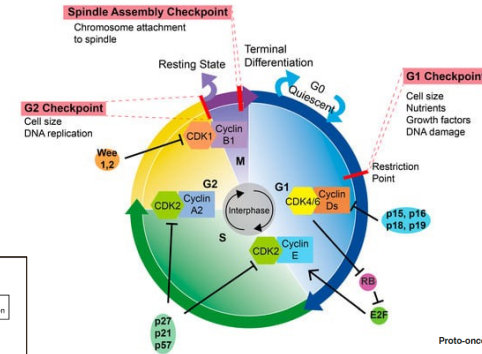 Spindle Assembly Checkpoint
Chromosome attachment
to spindle
Resting State
Terminal
Differentiation
G0
Quiescent
G1 Checkpoint
Cell size
Nutrients
Growth factors
DNA damage
G2 Checkpoint
Cell size
DNA replication
Wee
1,2
CDK1
Cyclin
B1
M
Restriction
Point
G2
G1
CDK2
Cyclin
A2
Interphase
CDK4/6
Cyclin
Ds
p15, p16
p18, p19
S
CDK2
Cyclin
E
RB
E2F
p27
p21
p57